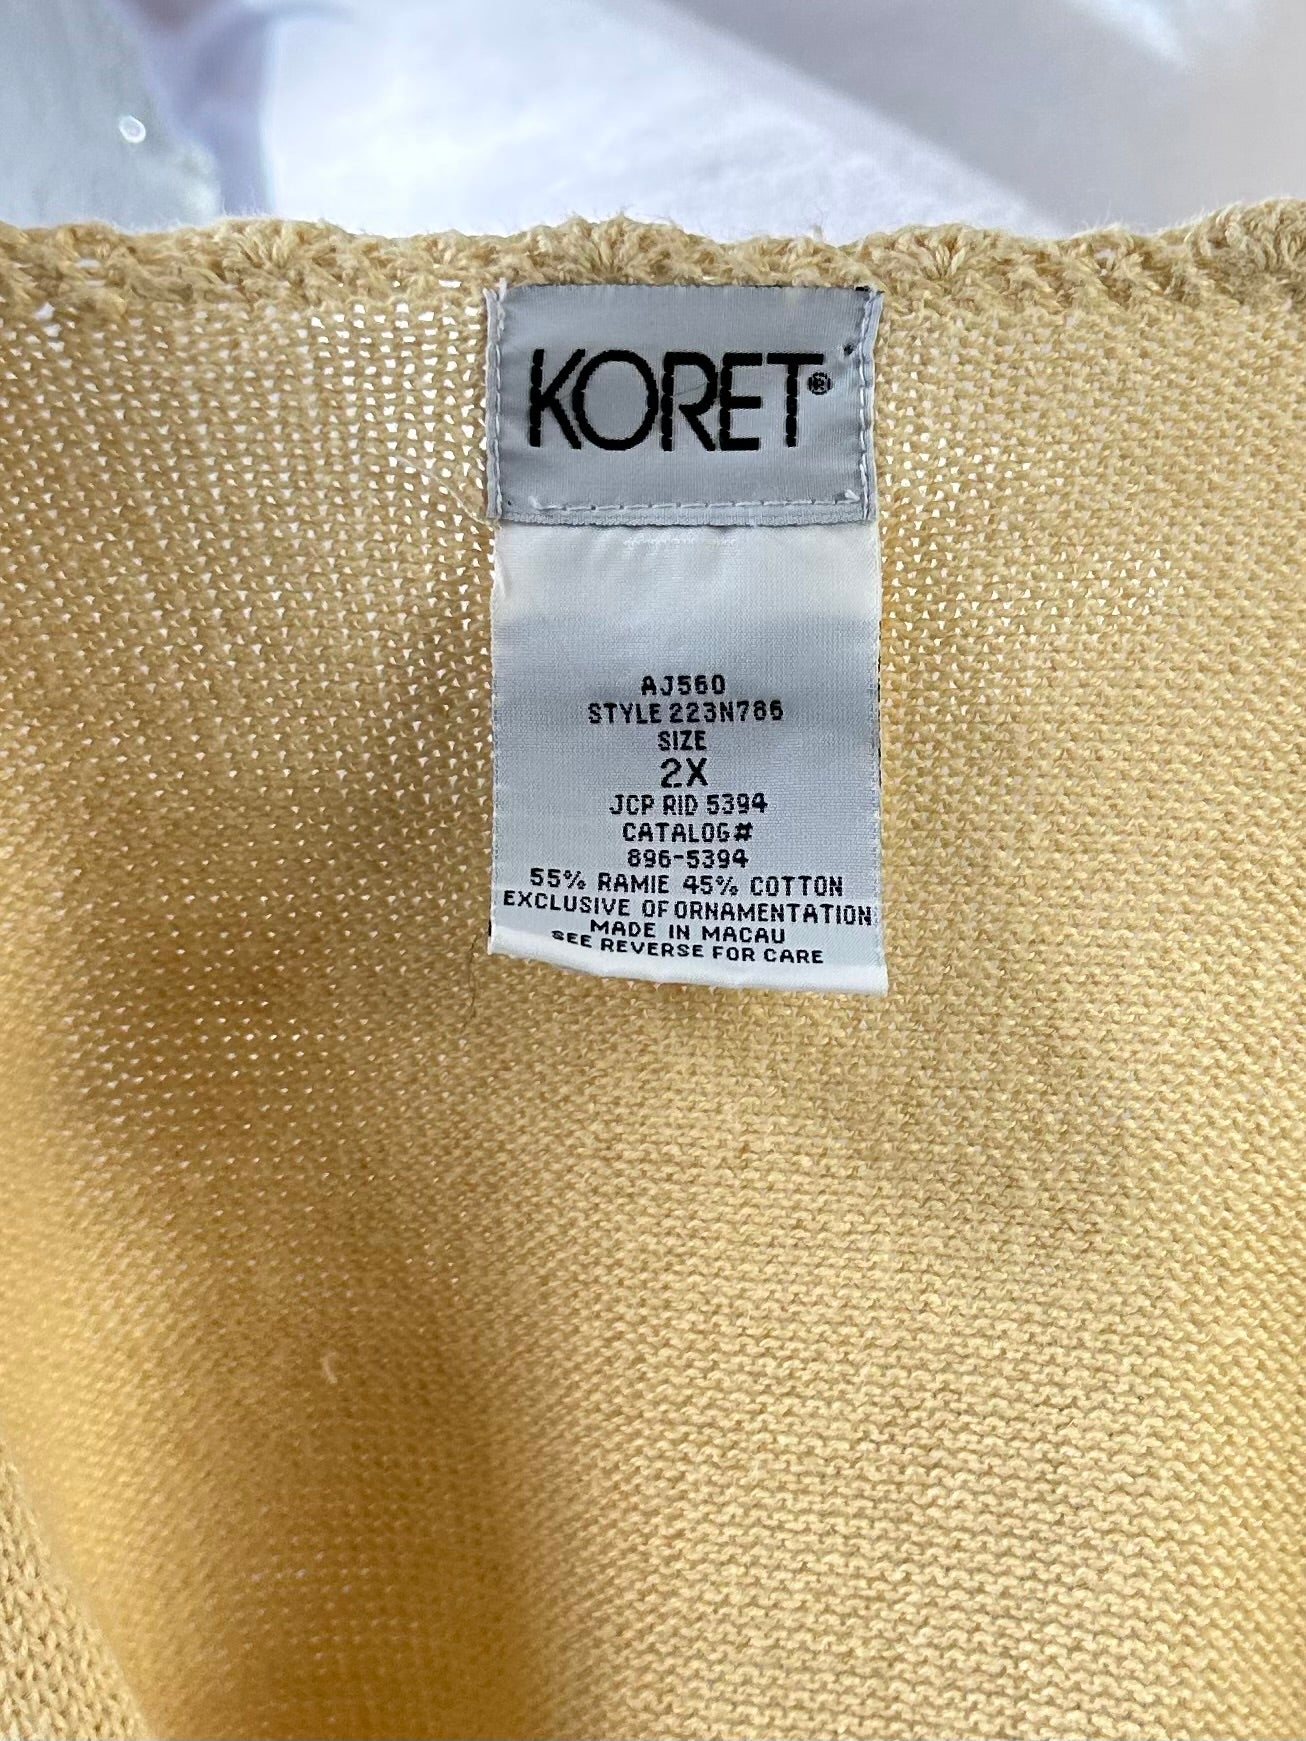 KORET®
AJ560
STYLE 223N786
SIZE
2X
JCP RID 5394
CATALOG#
896-5394
55% RAMIE 45% COTTON
EXCLUSIVE OF ORNAMENTATION
MADE IN MACAU
SEE REVERSE FOR CARE